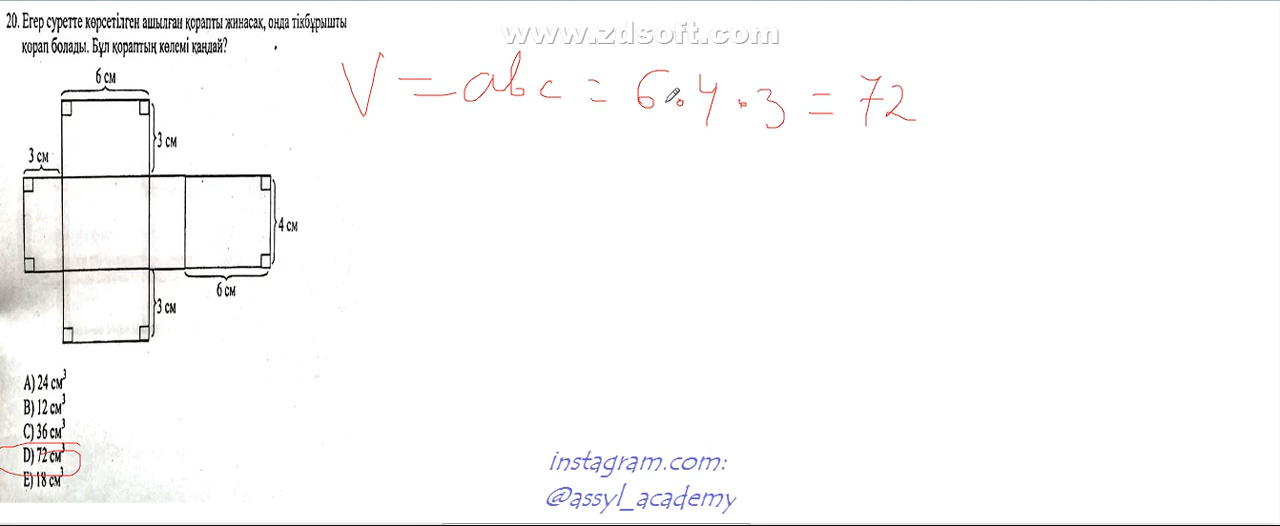 20. Егер суретте көрсетілген ашылған қорапты жинасақ, онда тікбұрышты
қорап болады. Бұл қораптың көлемі қандай?
www.zdsoft.com
V = abc = 6 · 4 · 3 = 72
6 см
3 см
3 см
4 см
6 см
3 см
A) 24 см³
B) 12 см³
C) 36 см³
D) 72 см³
E) 18 см³
instagram.com:
@assyl_academy